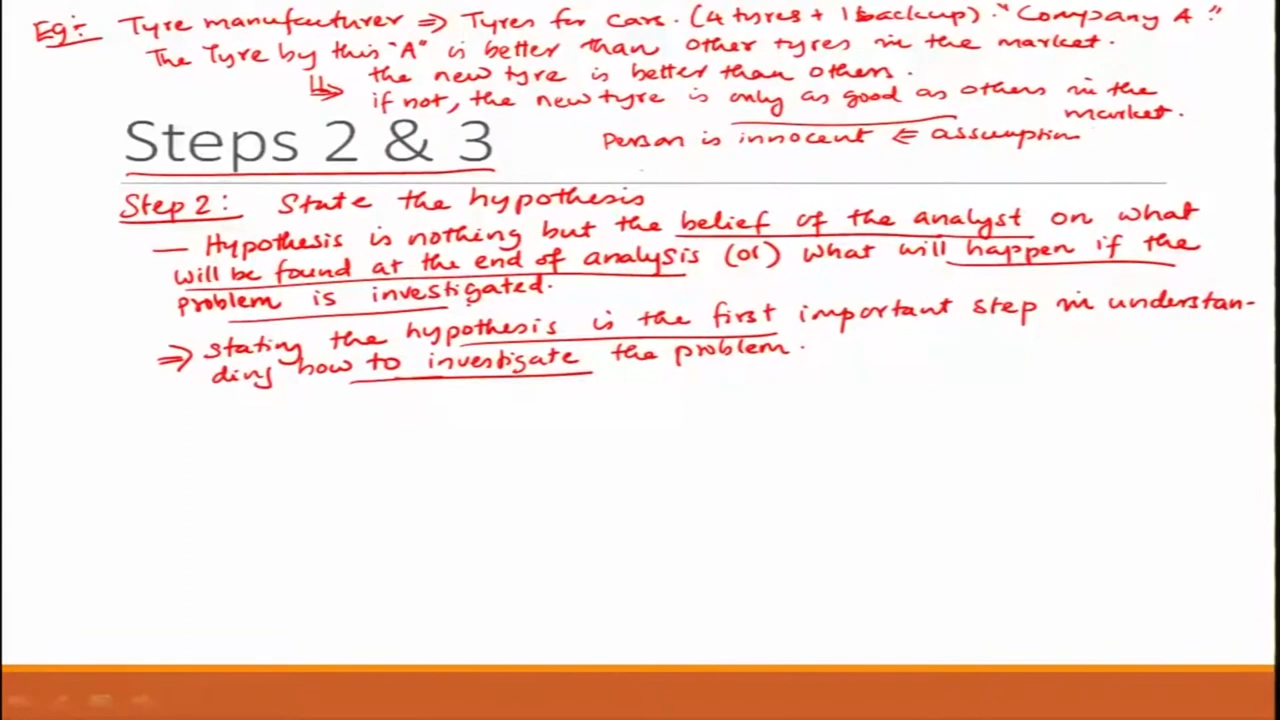 Eg:- Tyre manufacturer ⇒ Tyres for cars. (4 tyres + 1 backup). "Company A."
The Tyre by this "A" is better than other tyres in the market.
the new tyre is better than others.
if not, the new tyre is only as good as others in the
market.
Person is innocent ⇐ assumption
Steps 2 & 3
Step 2: State the hypothesis
— Hypothesis is nothing but the belief of the analyst on what
will be found at the end of analysis (or) what will happen if the
problem is investigated.
⇒ stating the hypothesis is the first important step in understan-
ding how to investigate the problem.